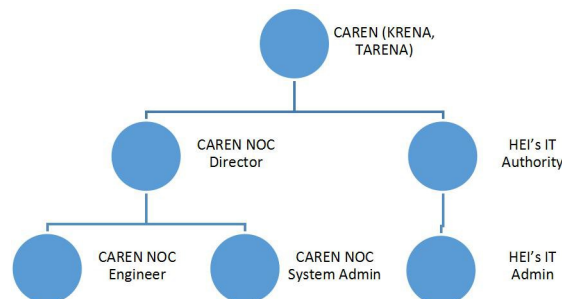 CAREN (KRENA,
TARENA)
CAREN NOC
Director
HEI's IT
Authority
CAREN NOC
Engineer
CAREN NOC
System Admin
HEI's IT
Admin